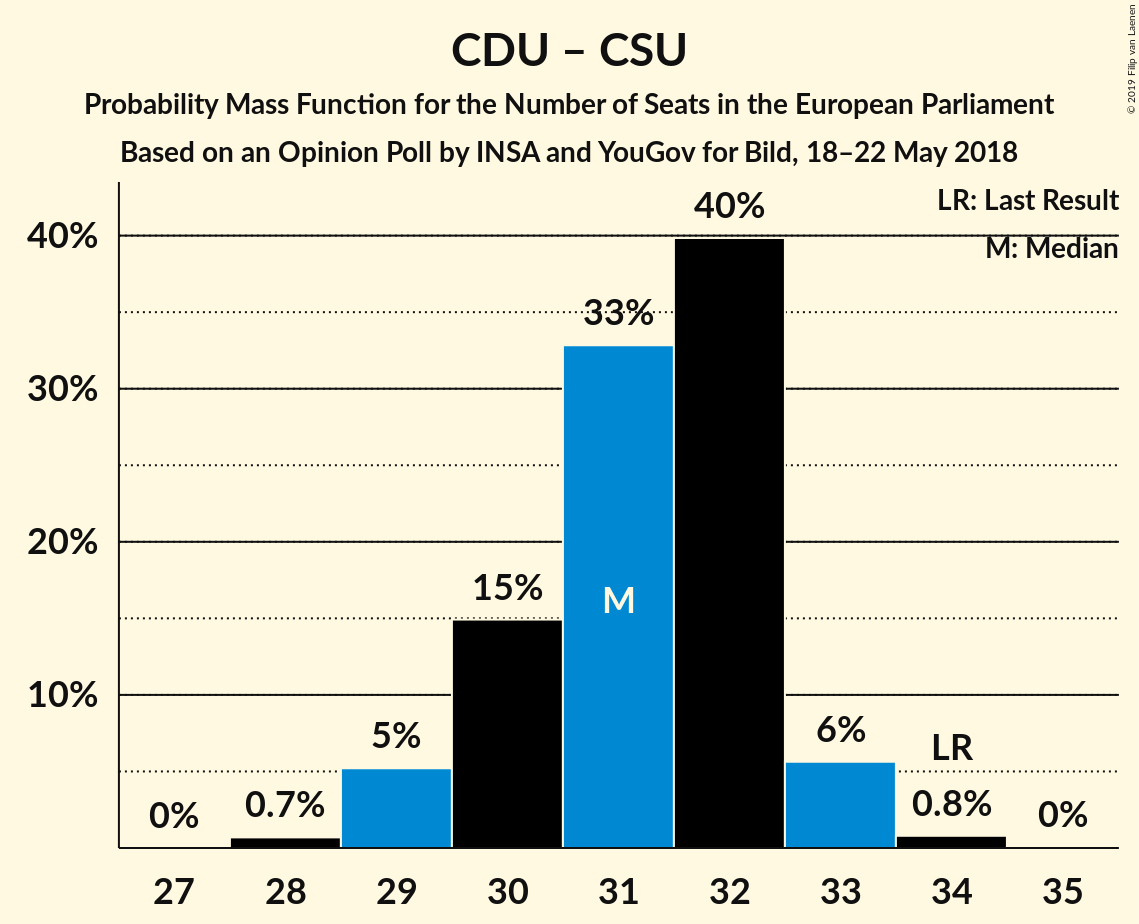 CDU – CSU
Probability Mass Function for the Number of Seats in the European Parliament
Based on an Opinion Poll by INSA and YouGov for Bild, 18–22 May 2018
© 2019 Filip van Laenen
LR: Last Result
M: Median
40%
30%
20%
10%
0%
0.7%
5%
15%
33%
M
40%
6%
LR
0.8%
0%
27 28 29 30 31 32 33 34 35